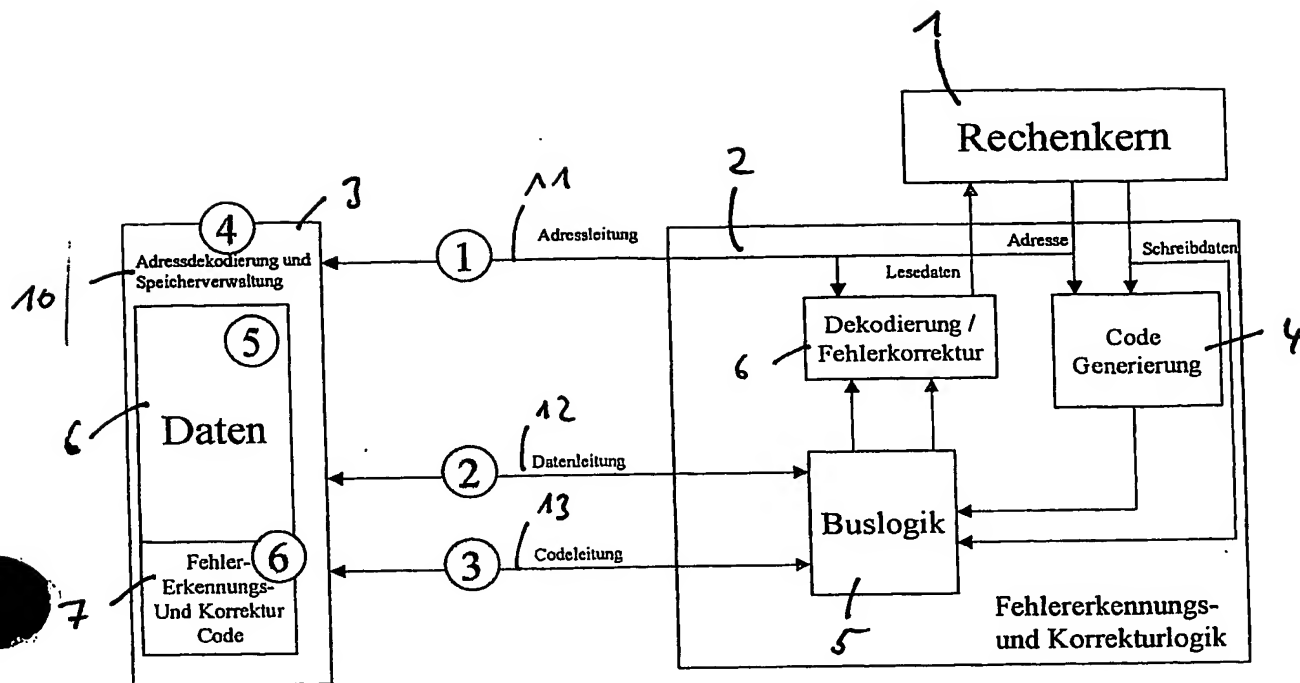 1
Rechenkern
2
11
3
4
Adressleitung
1
Adresse
Schreibdaten
Adressdekodierung und
Speicherverwaltung
Lesedaten
10
5
Dekodierung /
Fehlerkorrektur
6
Code
Generierung
4
6
Daten
12
2
Datenleitung
13
Buslogik
3
Codeleitung
6
Fehler-
Erkennungs-
Und Korrektur
Code
7
5
Fehlererkennungs-
und Korrekturlogik